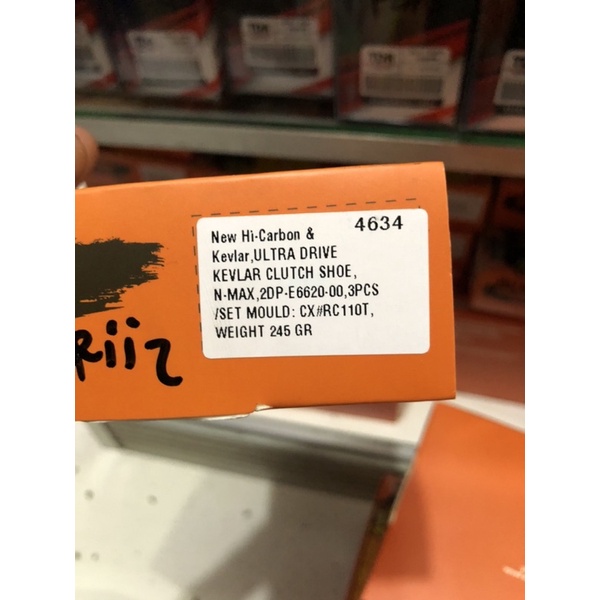 New Hi-Carbon & 4634
Kevlar,ULTRA DRIVE
KEVLAR CLUTCH SHOE,
N-MAX,2DP-E6620-00,3PCS
/SET MOULD: CX#RC110T,
WEIGHT 245 GR